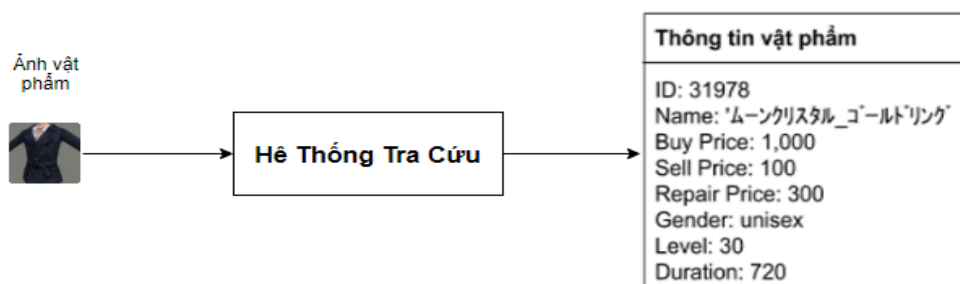 Ảnh vật
phẩm
Hê Thống Tra Cứu
Thông tin vật phẩm
ID: 31978
Name: 'ムーンクリスタル_ゴールドリング
Buy Price: 1,000
Sell Price: 100
Repair Price: 300
Gender: unisex
Level: 30
Duration: 720